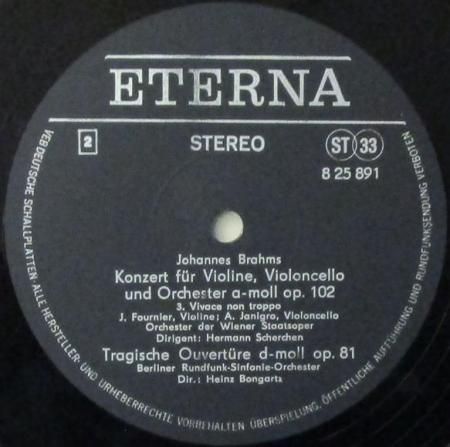 ETERNA
2 STEREO ST 33
8 25 891
Johannes Brahms
Konzert für Violine, Violoncello
und Orchester a-moll op. 102
3. Vivace non troppo
J. Fournier, Violine; A. Janigro, Violoncello
Orchester der Wiener Staatsoper
Dirigent: Hermann Scherchen
Tragische Ouvertüre d-moll op. 81
Berliner Rundfunk-Sinfonie-Orchester
Dir.: Heinz Bongartz
VEB DEUTSCHE SCHALLPLATTEN ALLE HERSTELLER- UND URHEBERRECHTE VORBEHALTEN ÜBERSPIELUNG, ÖFFENTLICHE AUFFÜHRUNG UND RUNDFUNKSENDUNG VERBOTEN